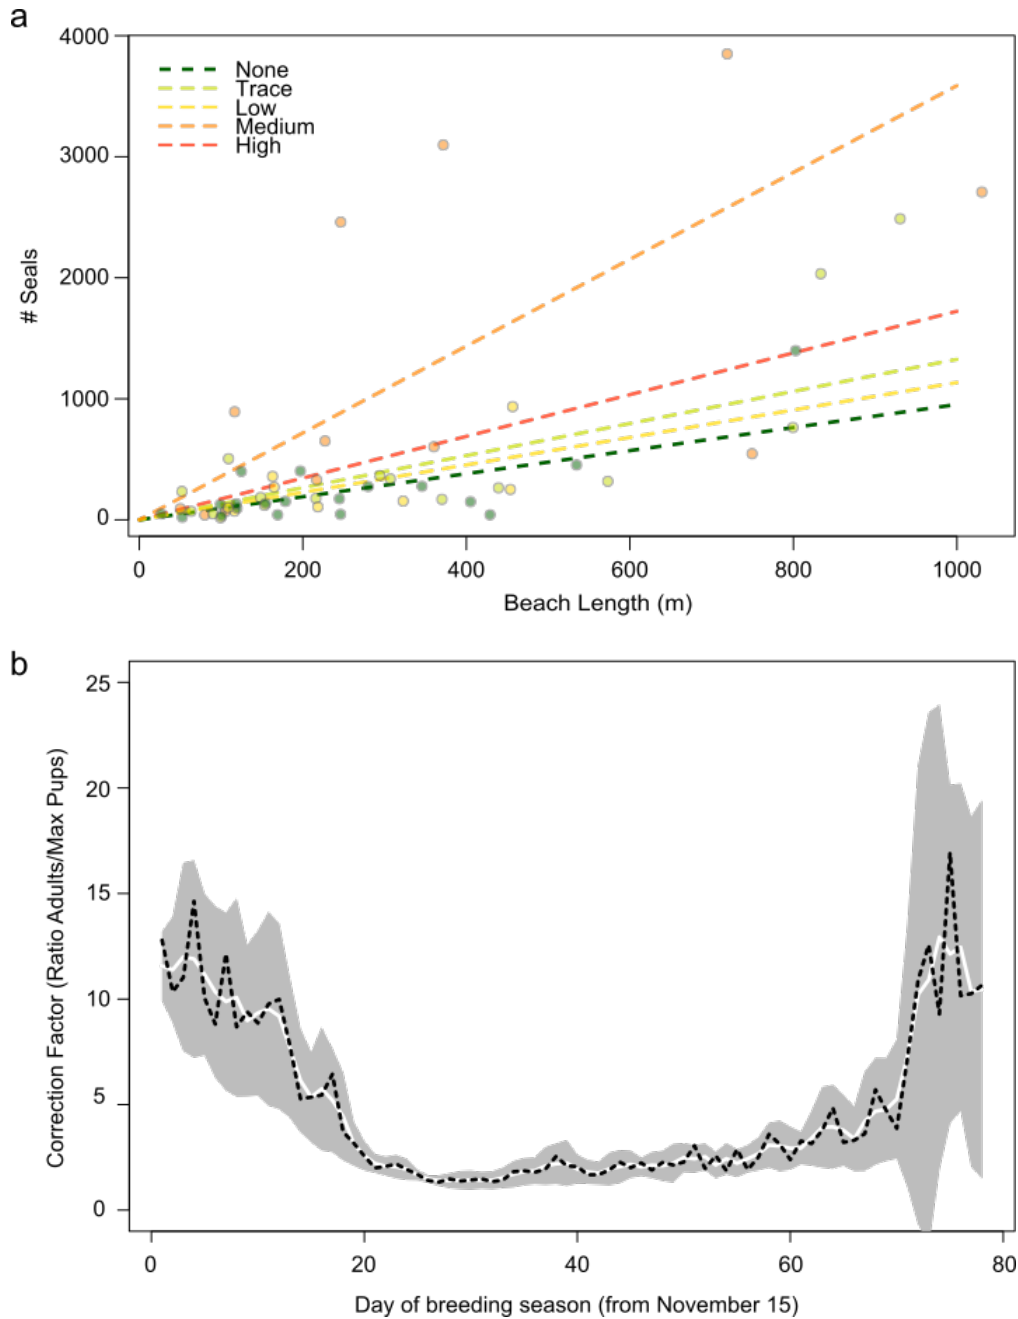 a
4000
3000
2000
1000
0
# Seals
None
Trace
Low
Medium
High
0 200 400 600 800 1000
Beach Length (m)
b
25
20
15
10
5
0
Correction Factor (Ratio Adults/Max Pups)
0 20 40 60 80
Day of breeding season (from November 15)